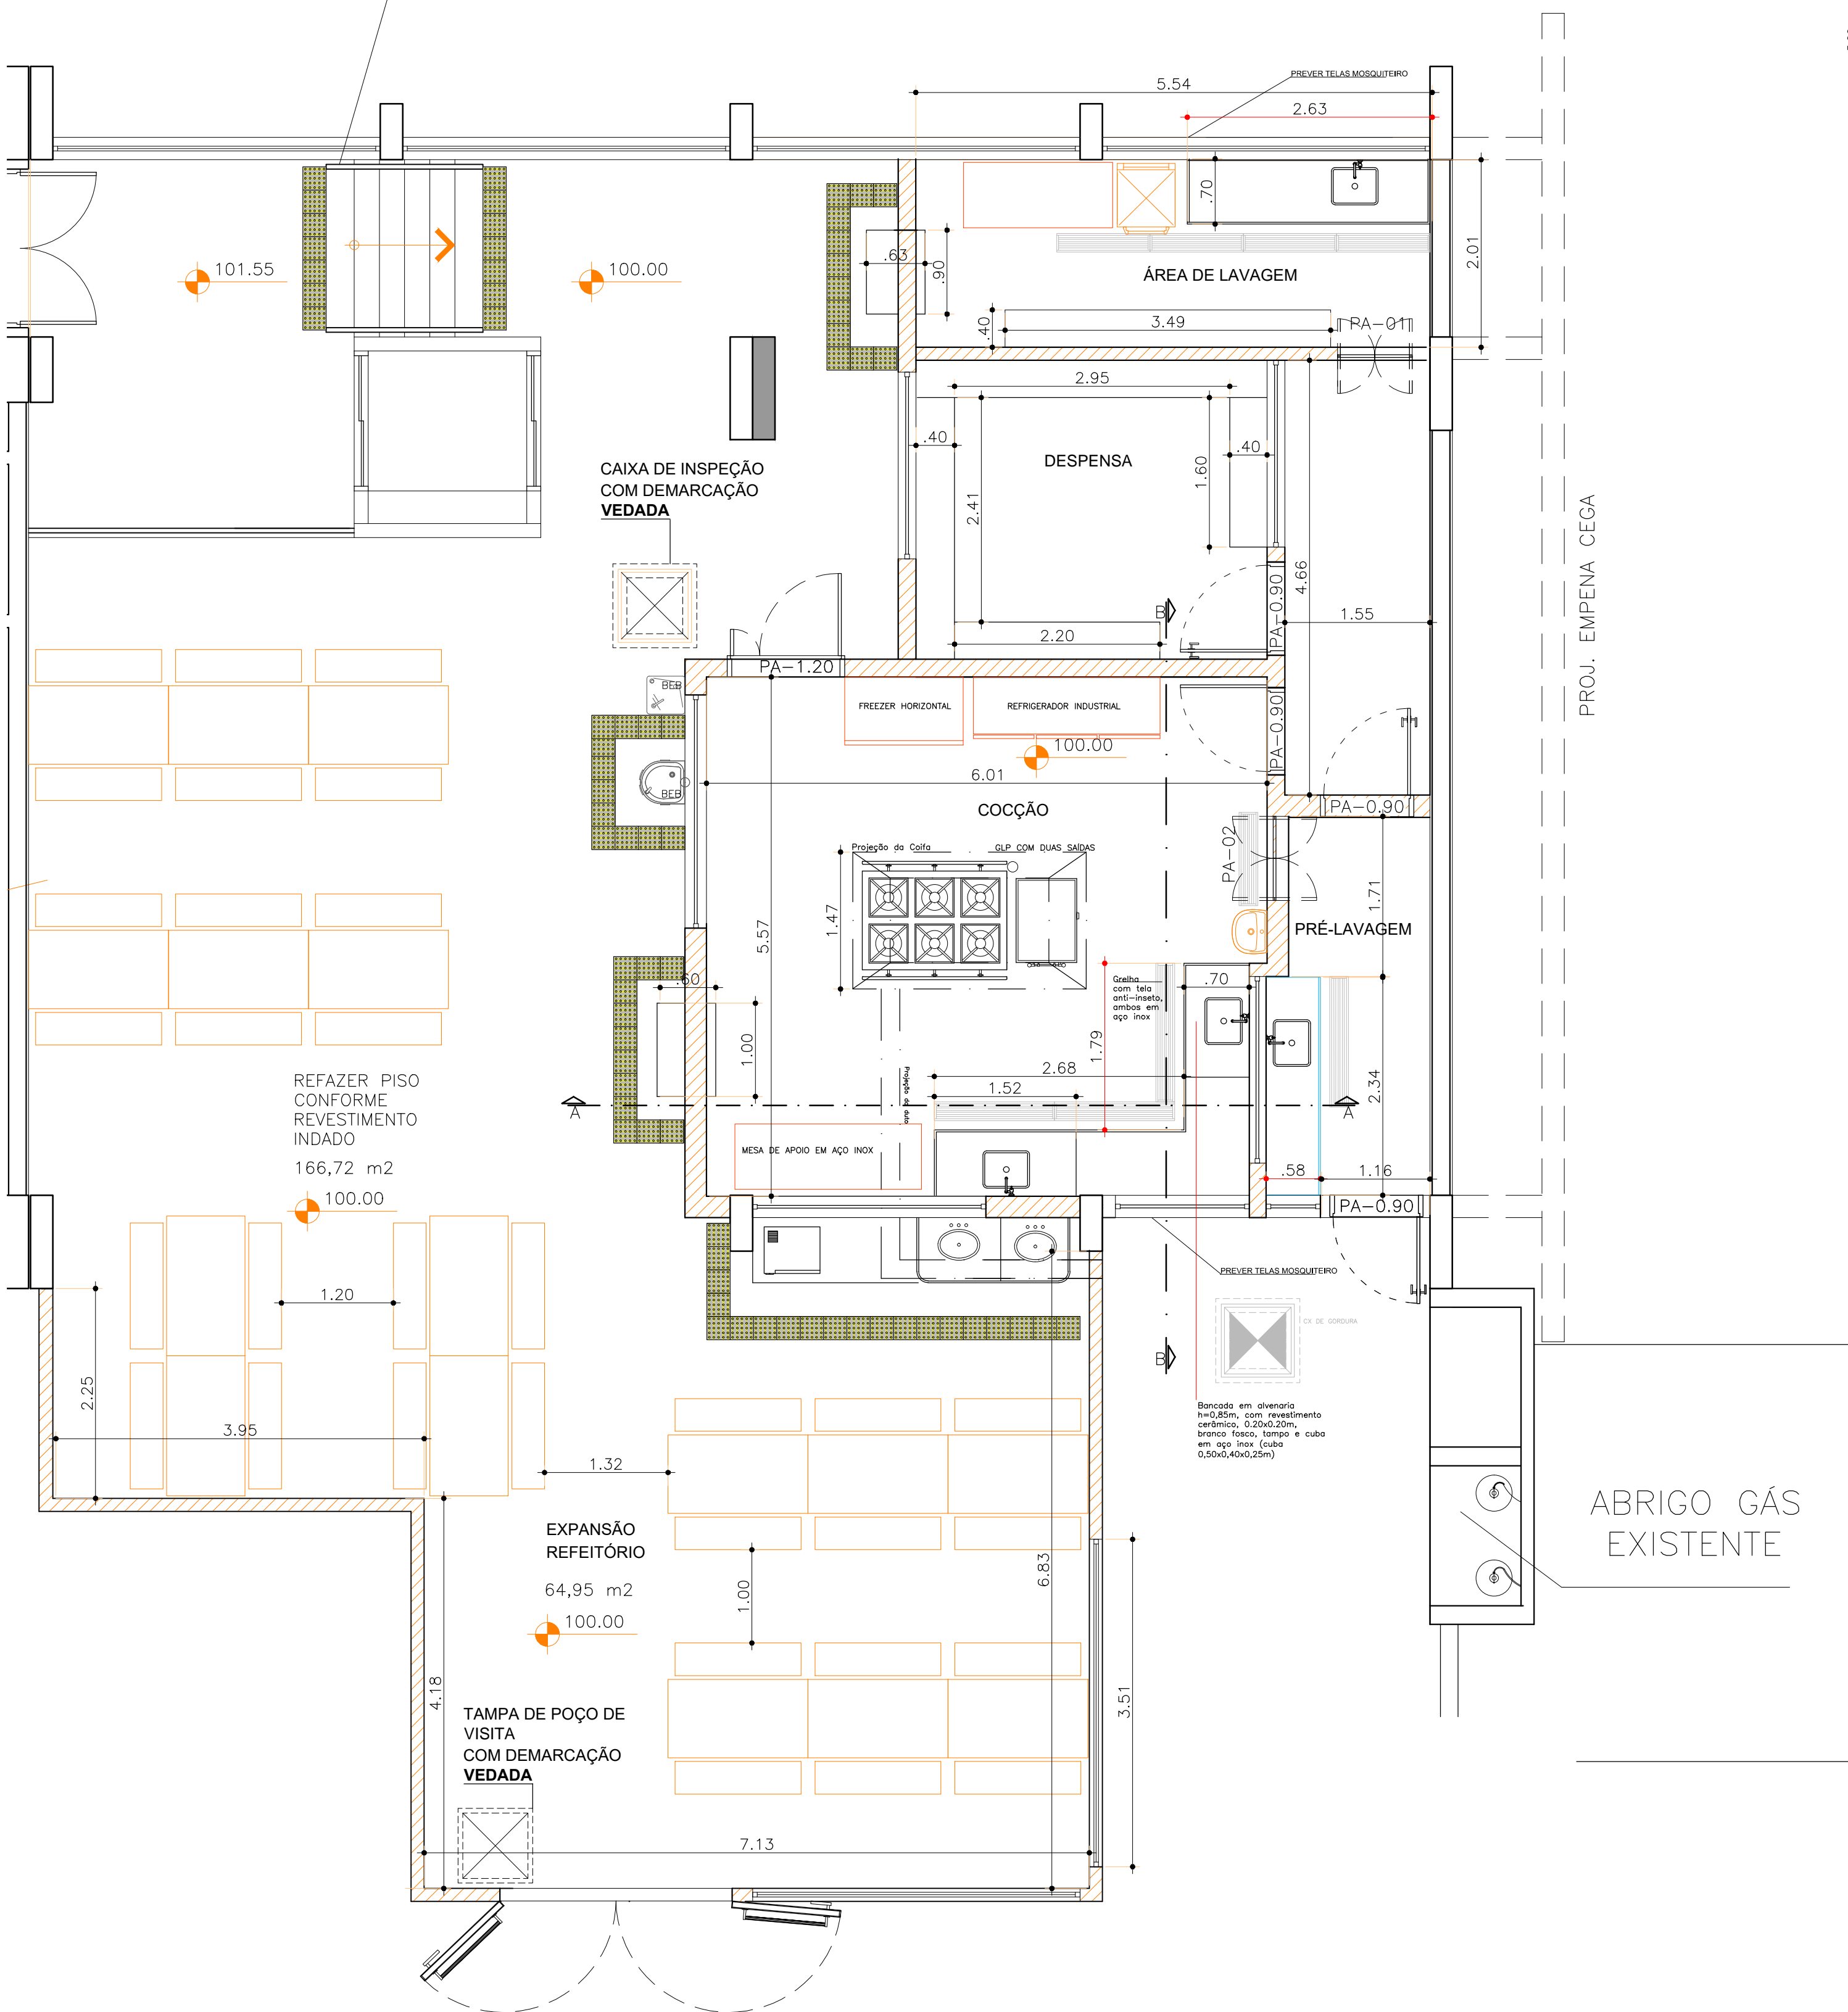 PREVER TELAS MOSQUITEIRO
5.54
2.63
.70
101.55
100.00
.63
.90
ÁREA DE LAVAGEM
2.01
.40
3.49
PA-01
2.95
.40
DESPENSA
.40
1.60
2.41
4.66
CAIXA DE INSPEÇÃO
COM DEMARCAÇÃO
VEDADA
PROJ. EMPENA CEGA
B
PA-0.90
1.55
2.20
PA-1.20
BEB
FREEZER HORIZONTAL
REFRIGERADOR INDUSTRIAL
PA-0.90
100.00
6.01
BEB
COCÇÃO
PA-0.90
Projeção da Coifa
GLP COM DUAS SAÍDAS
PA-02
1.47
1.71
5.57
PRÉ-LAVAGEM
.60
Grelha
com tela
anti-inseto,
ambos em
aço inox
.70
1.00
1.79
2.68
1.52
2.34
Projeção do duto
REFAZER PISO
CONFORME
REVESTIMENTO
INDADO
166,72 m2
100.00
A
A
MESA DE APOIO EM AÇO INOX
.58
1.16
PA-0.90
PREVER TELAS MOSQUITEIRO
1.20
CX DE GORDURA
B
2.25
3.95
1.32
Bancada em alvenaria
h=0,85m, com revestimento
cerâmico, 0.20x0.20m,
branco fosco, tampo e cuba
em aço inox (cuba
0,50x0,40x0,25m)
ABRIGO GÁS
EXISTENTE
EXPANSÃO
REFEITÓRIO
64,95 m2
100.00
1.00
6.83
3.51
4.18
TAMPA DE POÇO DE
VISITA
COM DEMARCAÇÃO
VEDADA
7.13